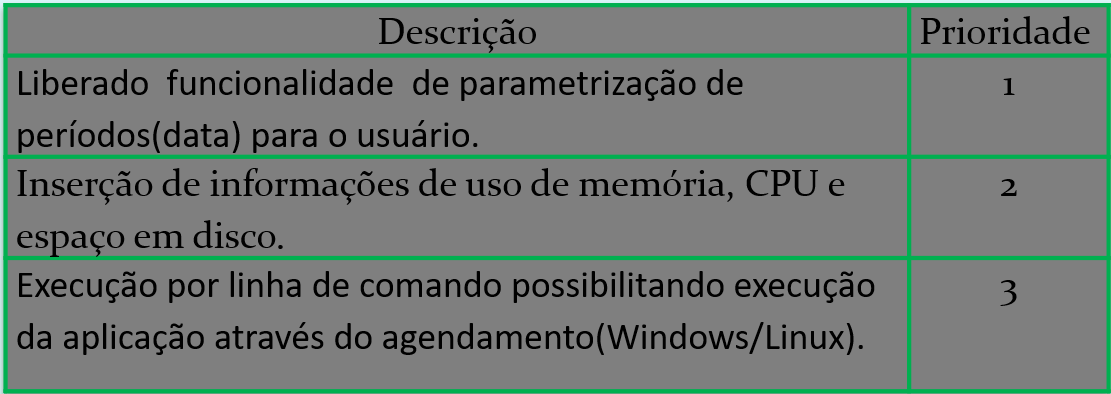 Descrição Prioridade
Liberado funcionalidade de parametrização de 1
períodos(data) para o usuário.
Inserção de informações de uso de memória, CPU e 2
espaço em disco.
Execução por linha de comando possibilitando execução 3
da aplicação através do agendamento(Windows/Linux).